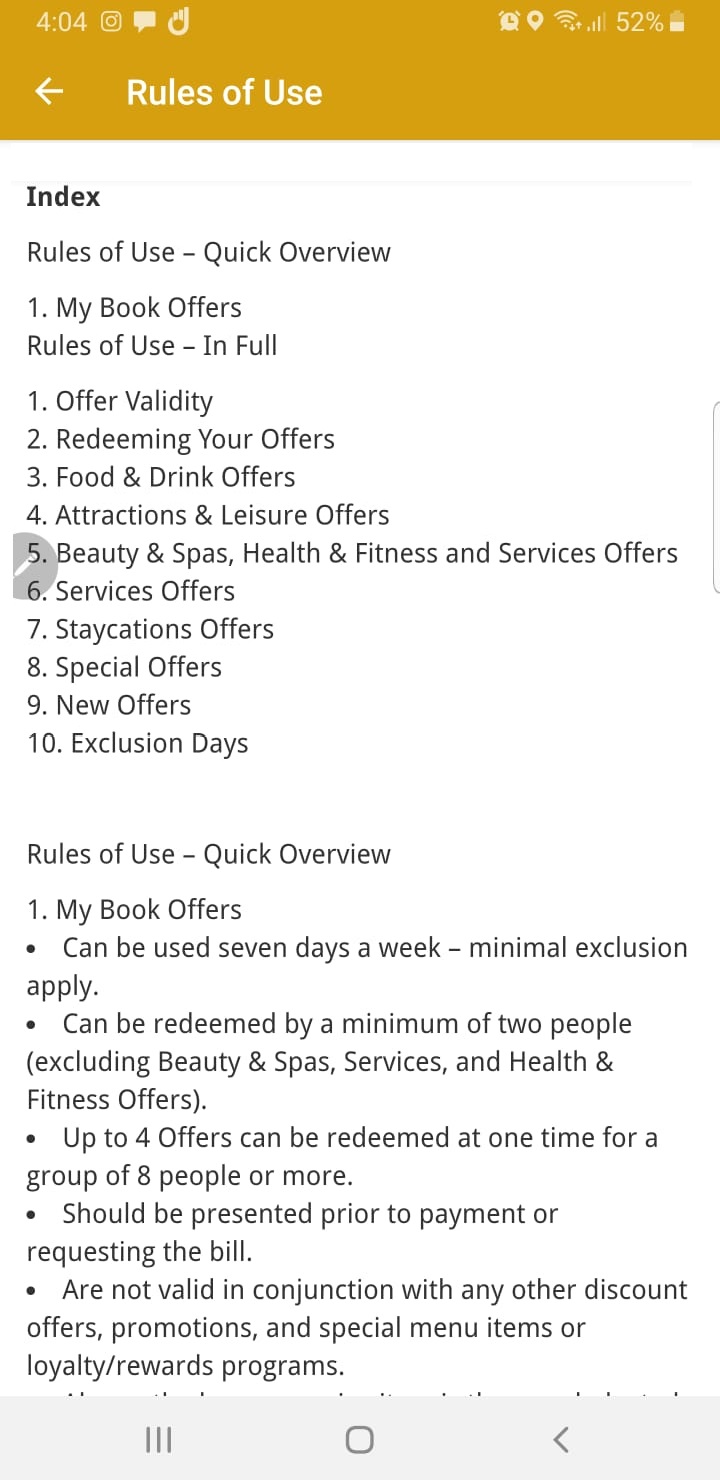 4:04
52%
Rules of Use
Index
Rules of Use – Quick Overview
1. My Book Offers
Rules of Use – In Full
1. Offer Validity
2. Redeeming Your Offers
3. Food & Drink Offers
4. Attractions & Leisure Offers
5. Beauty & Spas, Health & Fitness and Services Offers
6. Services Offers
7. Staycations Offers
8. Special Offers
9. New Offers
10. Exclusion Days
Rules of Use – Quick Overview
1. My Book Offers
• Can be used seven days a week – minimal exclusion
apply.
• Can be redeemed by a minimum of two people
(excluding Beauty & Spas, Services, and Health &
Fitness Offers).
• Up to 4 Offers can be redeemed at one time for a
group of 8 people or more.
• Should be presented prior to payment or
requesting the bill.
• Are not valid in conjunction with any other discount
offers, promotions, and special menu items or
loyalty/rewards programs.